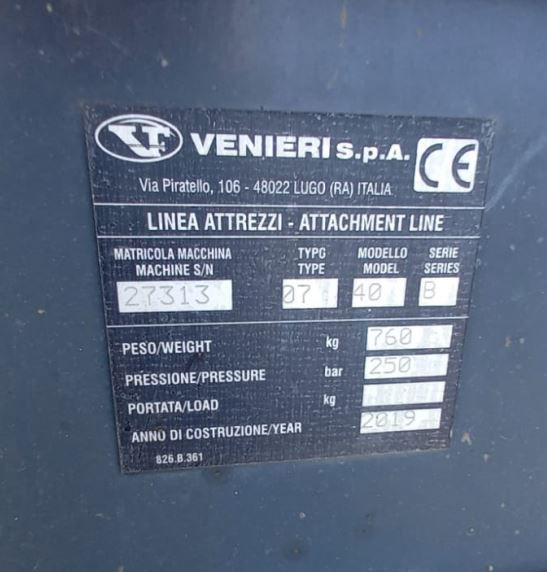 VENIERI S.p.A. CE
Via Piratello, 106 - 48022 LUGO (RA) ITALIA
LINEA ATTREZZI - ATTACHMENT LINE
MATRICOLA MACCHINA TYPG MODELLO SERIE
MACHINE S/N TYPE MODEL SERIES
27313 07 40 B
PESO/WEIGHT kg 760
PRESSIONE/PRESSURE bar 250
PORTATA/LOAD kg
ANNO DI COSTRUZIONE/YEAR 2019
826.B.361